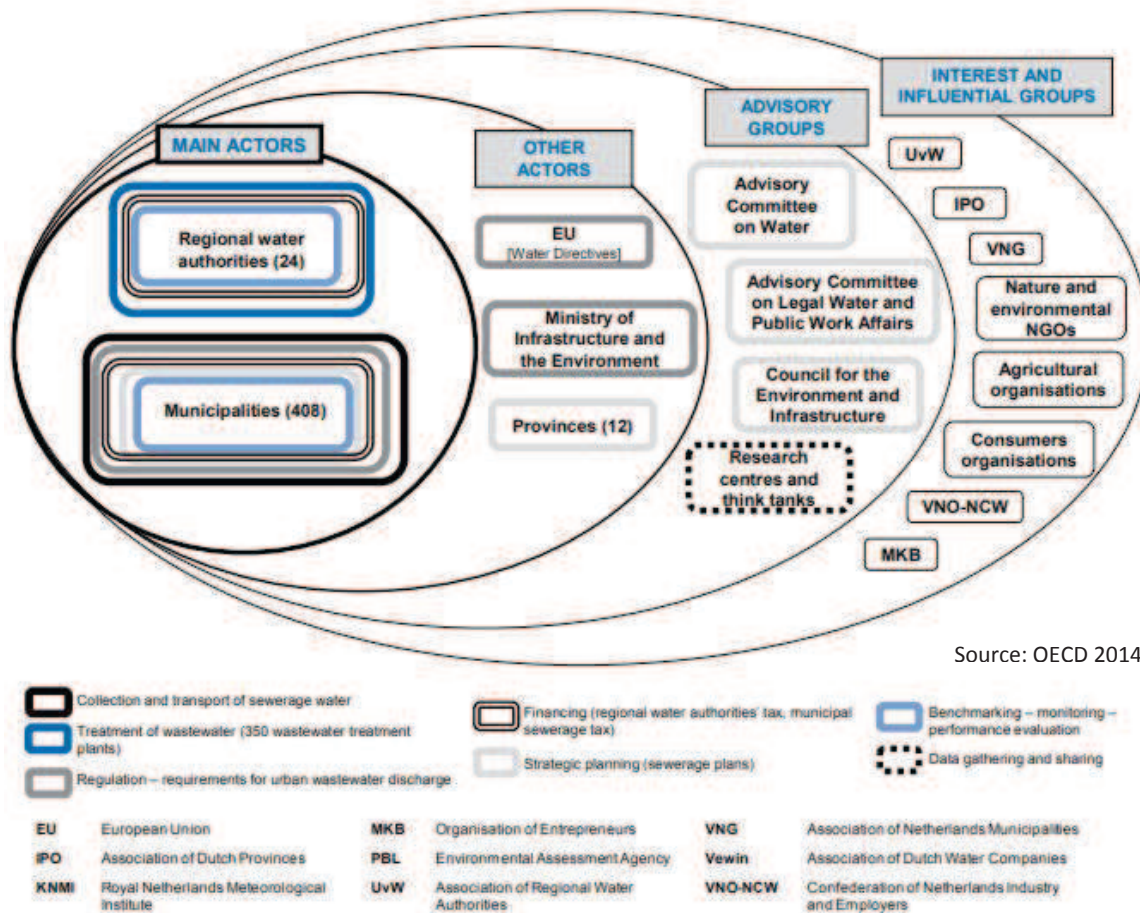 INTEREST AND
INFLUENTIAL GROUPS
ADVISORY
GROUPS
MAIN ACTORS
OTHER
ACTORS
UvW
Advisory
Committee
on Water
IPO
Regional water
authorities (24)
EU
[Water Directives]
VNG
Advisory Committee
on Legal Water and
Public Work Affairs
Nature and
environmental
NGOs
Ministry of
Infrastructure and
the Environment
Agricultural
organisations
Council for the
Environment and
Infrastructure
Municipalities (408)
Provinces (12)
Consumers
organisations
Research
centres and
think tanks
VNO-NCW
MKB
Source: OECD 2014
Collection and transport of sewerage water
Treatment of wastewater (350 wastewater treatment
plants)
Regulation – requirements for urban wastewater discharge
Financing (regional water authorities' tax, municipal
sewerage tax)
Strategic planning (sewerage plans)
Benchmarking – monitoring –
performance evaluation
Data gathering and sharing
EU European Union
IPO Association of Dutch Provinces
KNMI Royal Netherlands Meteorological
Institute
MKB Organisation of Entrepreneurs
PBL Environmental Assessment Agency
UvW Association of Regional Water
Authorities
VNG Association of Netherlands Municipalities
Vewin Association of Dutch Water Companies
VNO-NCW Confederation of Netherlands Industry
and Employers